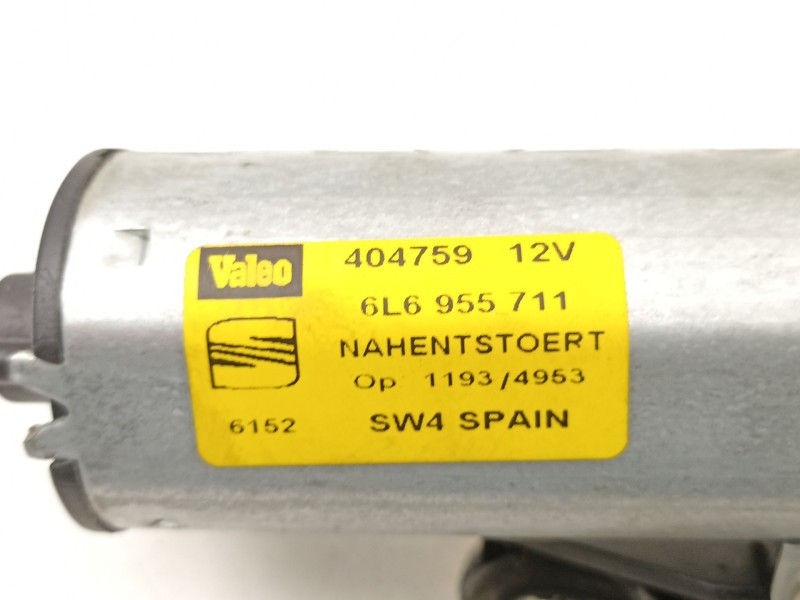 Valeo 404759 12V
6L6 955 711
NAHENTSTOERT
Op 1193/4953
6152 SW4 SPAIN